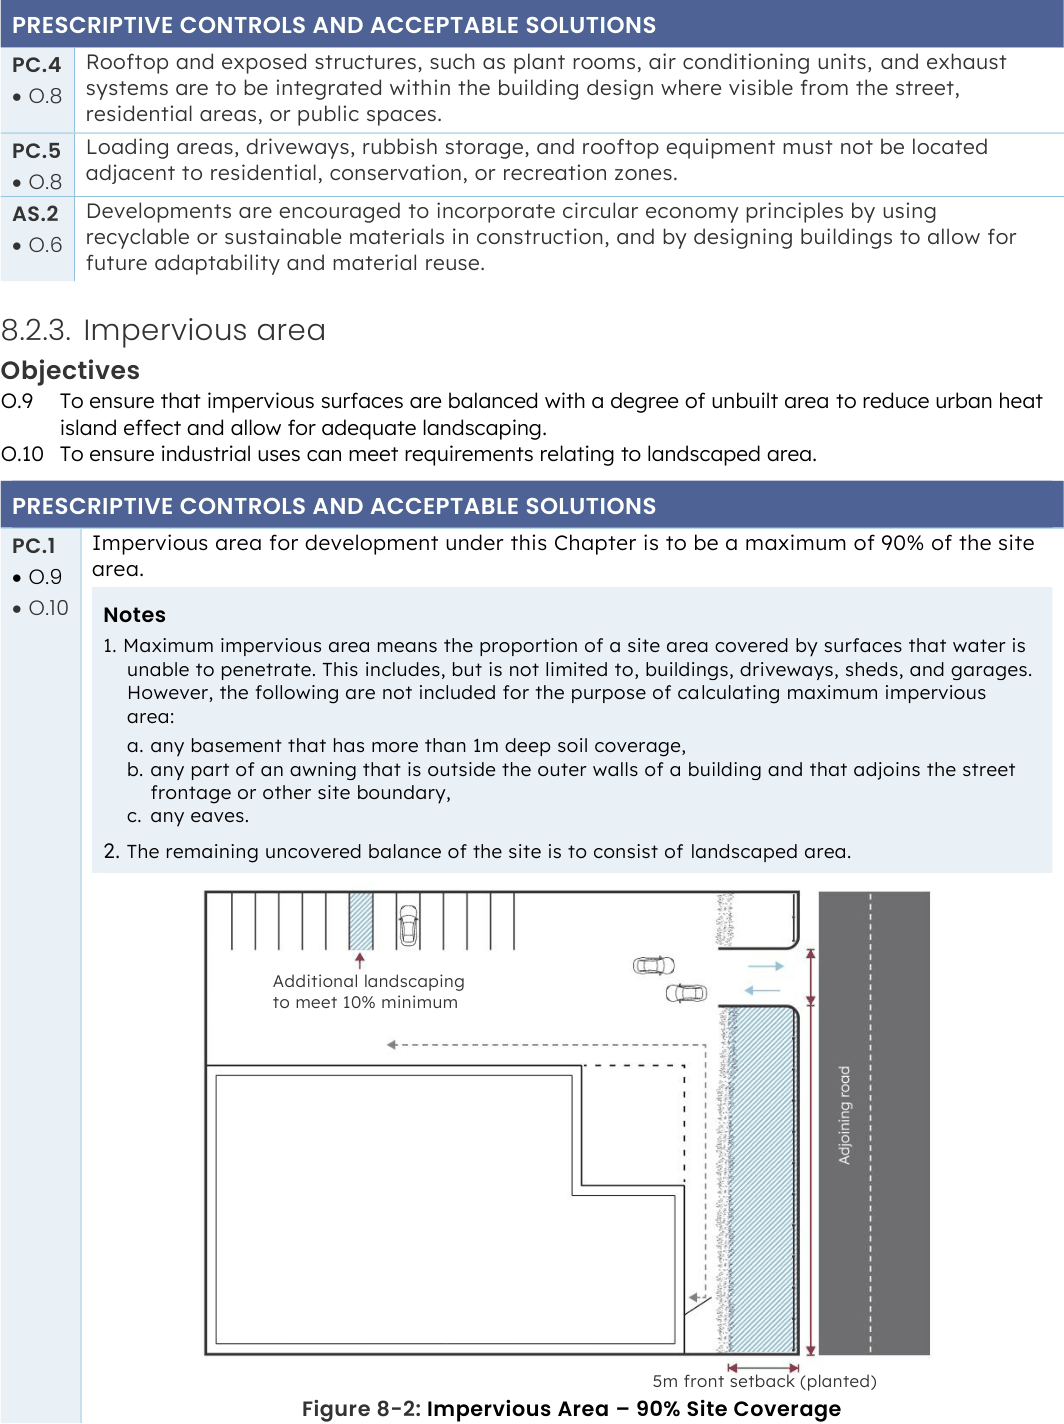 PRESCRIPTIVE CONTROLS AND ACCEPTABLE SOLUTIONS
PC.4
• O.8
Rooftop and exposed structures, such as plant rooms, air conditioning units, and exhaust
systems are to be integrated within the building design where visible from the street,
residential areas, or public spaces.
PC.5
• O.8
Loading areas, driveways, rubbish storage, and rooftop equipment must not be located
adjacent to residential, conservation, or recreation zones.
AS.2
• O.6
Developments are encouraged to incorporate circular economy principles by using
recyclable or sustainable materials in construction, and by designing buildings to allow for
future adaptability and material reuse.
8.2.3. Impervious area
Objectives
O.9 To ensure that impervious surfaces are balanced with a degree of unbuilt area to reduce urban heat
island effect and allow for adequate landscaping.
O.10 To ensure industrial uses can meet requirements relating to landscaped area.
PRESCRIPTIVE CONTROLS AND ACCEPTABLE SOLUTIONS
PC.1
• O.9
• O.10
Impervious area for development under this Chapter is to be a maximum of 90% of the site
area.
Notes
1. Maximum impervious area means the proportion of a site area covered by surfaces that water is
unable to penetrate. This includes, but is not limited to, buildings, driveways, sheds, and garages.
However, the following are not included for the purpose of calculating maximum impervious
area:
a. any basement that has more than 1m deep soil coverage,
b. any part of an awning that is outside the outer walls of a building and that adjoins the street
frontage or other site boundary,
c. any eaves.
2. The remaining uncovered balance of the site is to consist of landscaped area.
Additional landscaping
to meet 10% minimum
Adjoining road
5m front setback (planted)
Figure 8-2: Impervious Area – 90% Site Coverage